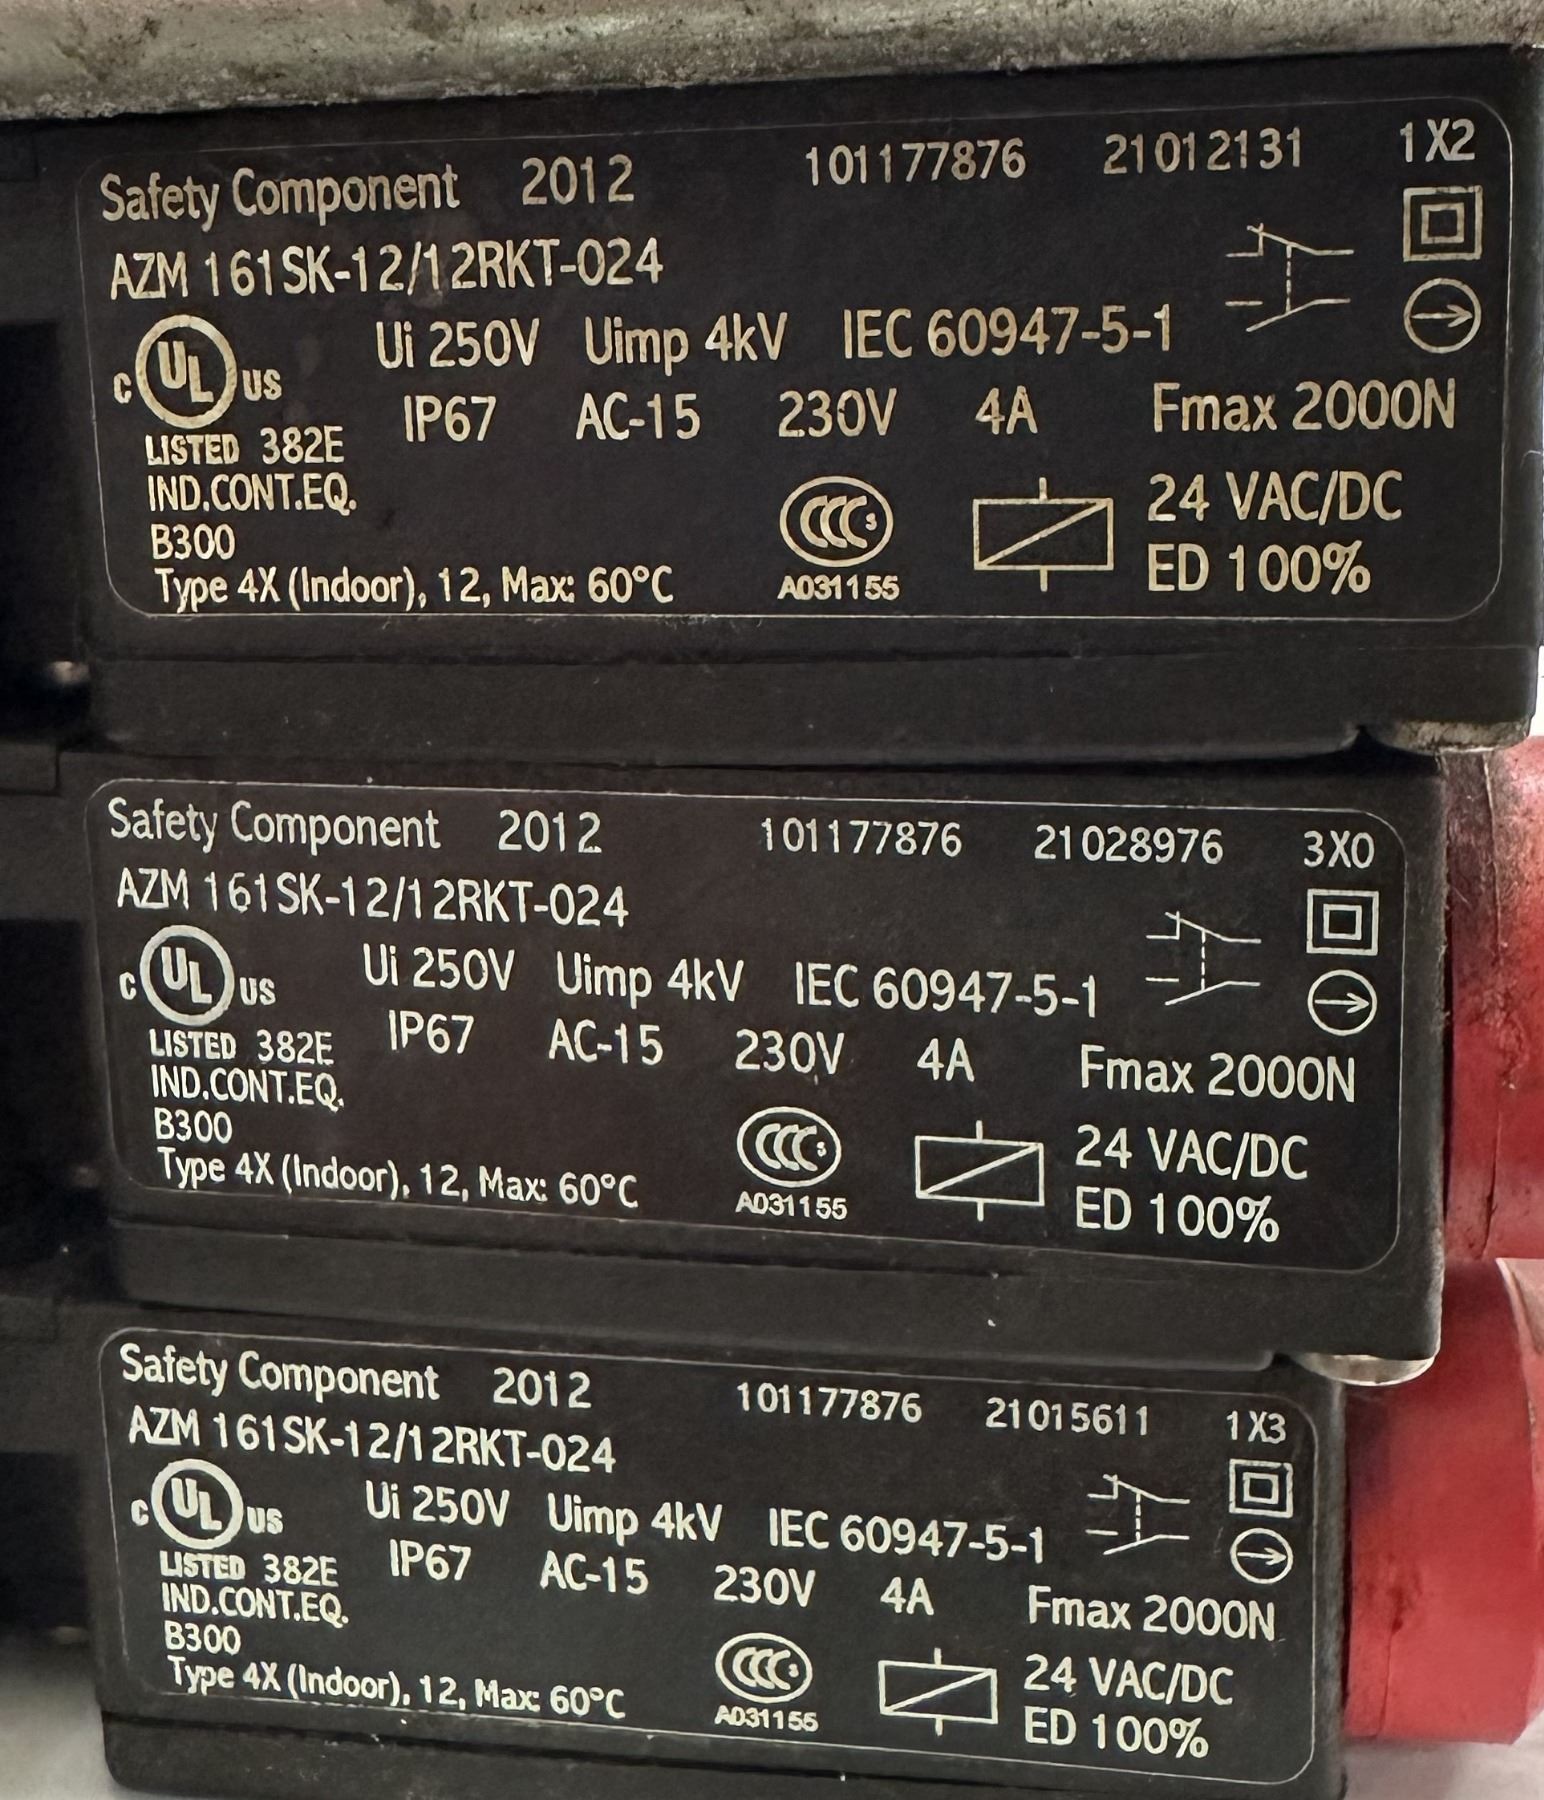 Safety Component 2012 101177876 21012131 1X2
AZM 161SK-12/12RKT-024
Ui 250V Uimp 4kV IEC 60947-5-1
C UL US
IP67 AC-15 230V 4A Fmax 2000N
LISTED 382E
IND.CONT.EQ.
B300
Type 4X (Indoor), 12, Max: 60°C
CCC S
A031155
24 VAC/DC
ED 100%
Safety Component 2012 101177876 21028976 3X0
AZM 161SK-12/12RKT-024
Ui 250V Uimp 4kV IEC 60947-5-1
C UL US
IP67 AC-15 230V 4A Fmax 2000N
LISTED 382E
IND.CONT.EQ.
B300
Type 4X (Indoor), 12, Max: 60°C
CCC S
A031155
24 VAC/DC
ED 100%
Safety Component 2012 101177876 21015611 1X3
AZM 161SK-12/12RKT-024
Ui 250V Uimp 4kV IEC 60947-5-1
C UL US
IP67 AC-15 230V 4A Fmax 2000N
LISTED 382E
IND.CONT.EQ.
B300
Type 4X (Indoor), 12, Max: 60°C
CCC S
A031155
24 VAC/DC
ED 100%